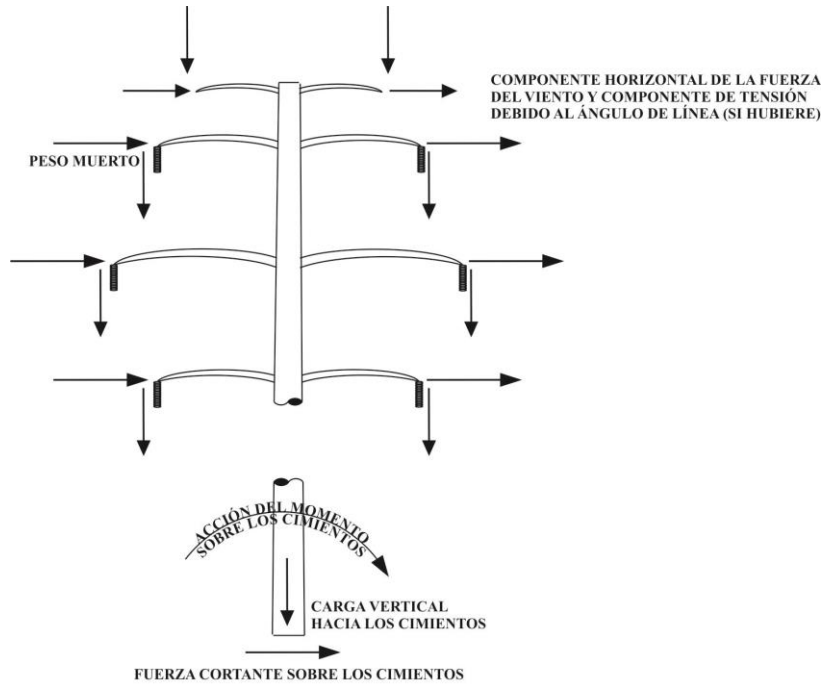 COMPONENTE HORIZONTAL DE LA FUERZA
DEL VIENTO Y COMPONENTE DE TENSIÓN
DEBIDO AL ÁNGULO DE LÍNEA (SI HUBIERE)
PESO MUERTO
ACCIÓN DEL MOMENTO
SOBRE LOS CIMIENTOS
CARGA VERTICAL
HACIA LOS CIMIENTOS
FUERZA CORTANTE SOBRE LOS CIMIENTOS